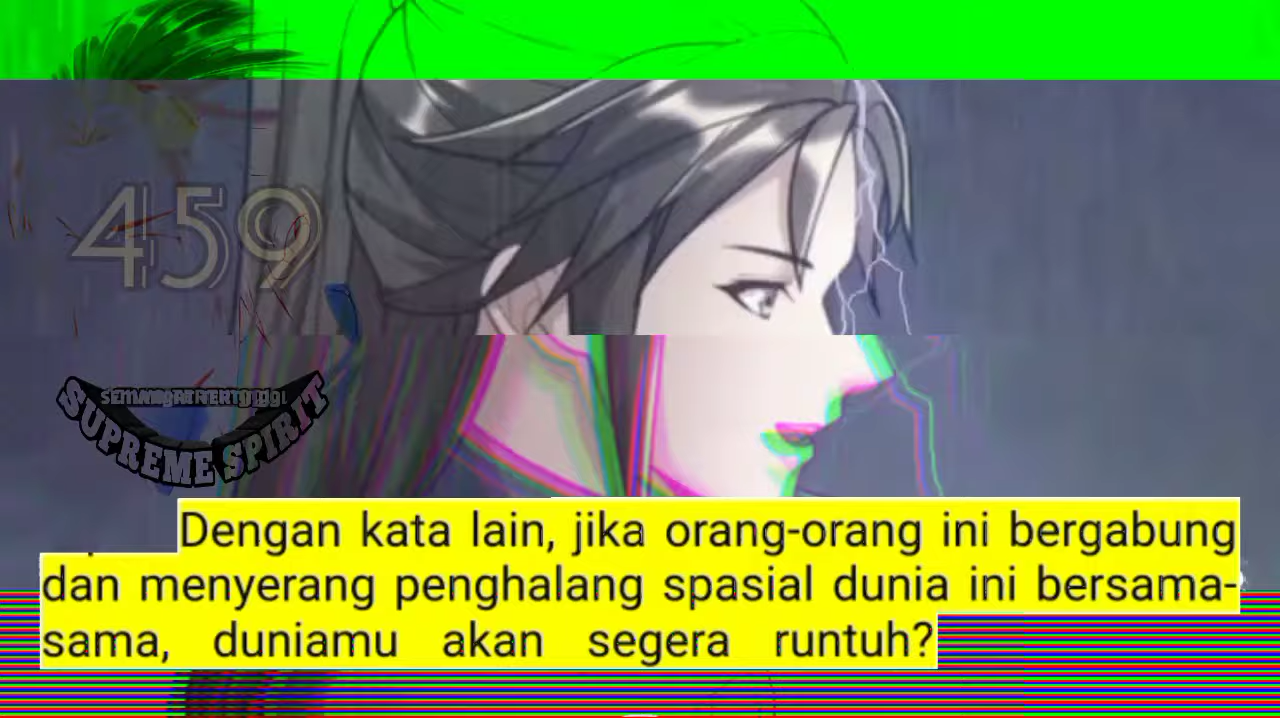 459
SUPREME SPIRIT
Dengan kata lain, jika orang-orang ini bergabung
dan menyerang penghalang spasial dunia ini bersama-
sama, duniamu akan segera runtuh?